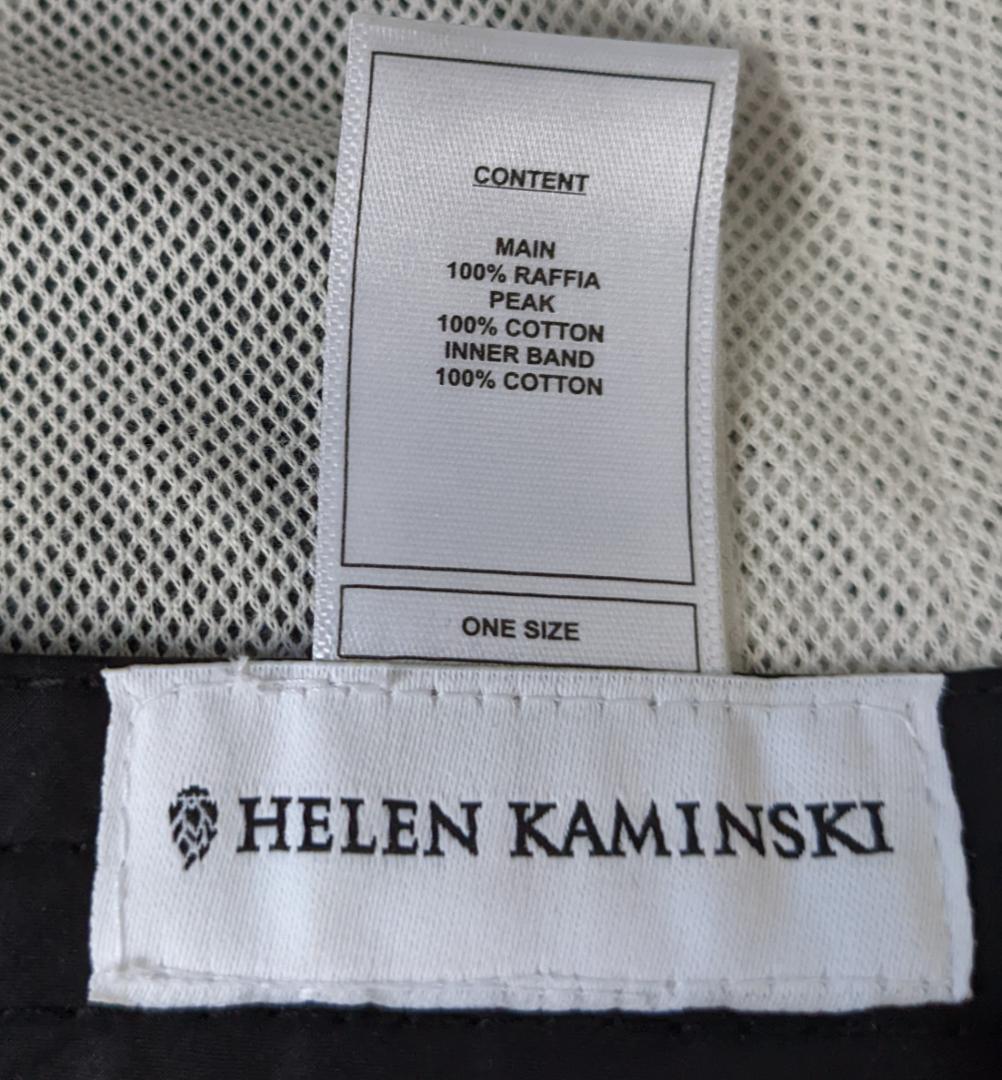 CONTENT
MAIN
100% RAFFIA
PEAK
100% COTTON
INNER BAND
100% COTTON
ONE SIZE
HELEN KAMINSKI